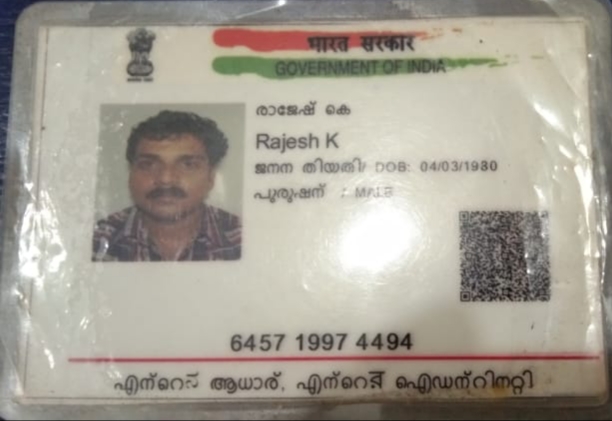 भारत सरकार
GOVERNMENT OF INDIA
രാജേഷ് കെ
Rajesh K
ജനന തിയതി/ DOB: 04/03/1980
പുരുഷന് : MALE
6457 1997 4494
എന്റെ ആധാര്, എന്റെ ഐഡന്റിറ്റി